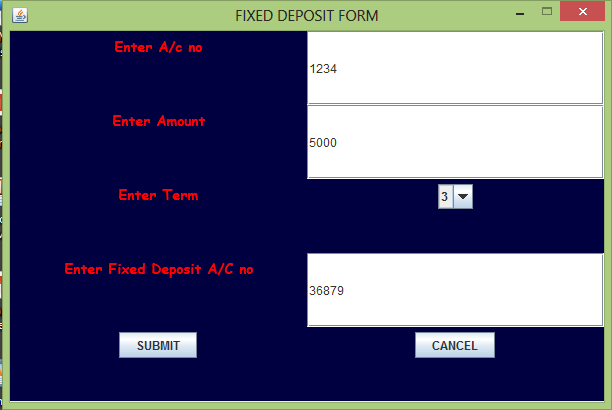 FIXED DEPOSIT FORM
Enter A/c no
1234
Enter Amount
5000
Enter Term
3
Enter Fixed Deposit A/C no
36879
SUBMIT
CANCEL